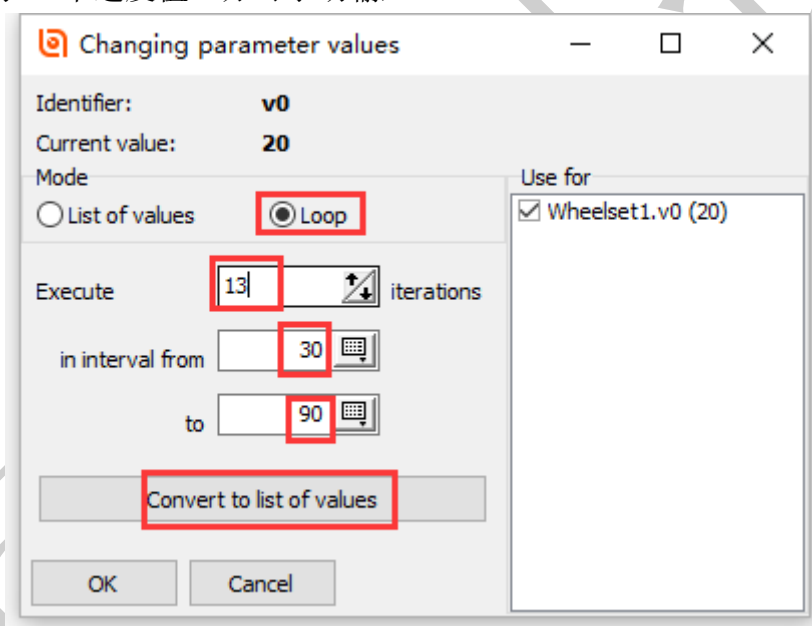 Changing parameter values
Identifier: v0
Current value: 20
Mode
List of values Loop
Use for
Wheelset1.v0 (20)
Execute 13 iterations
in interval from 30
to 90
Convert to list of values
OK Cancel